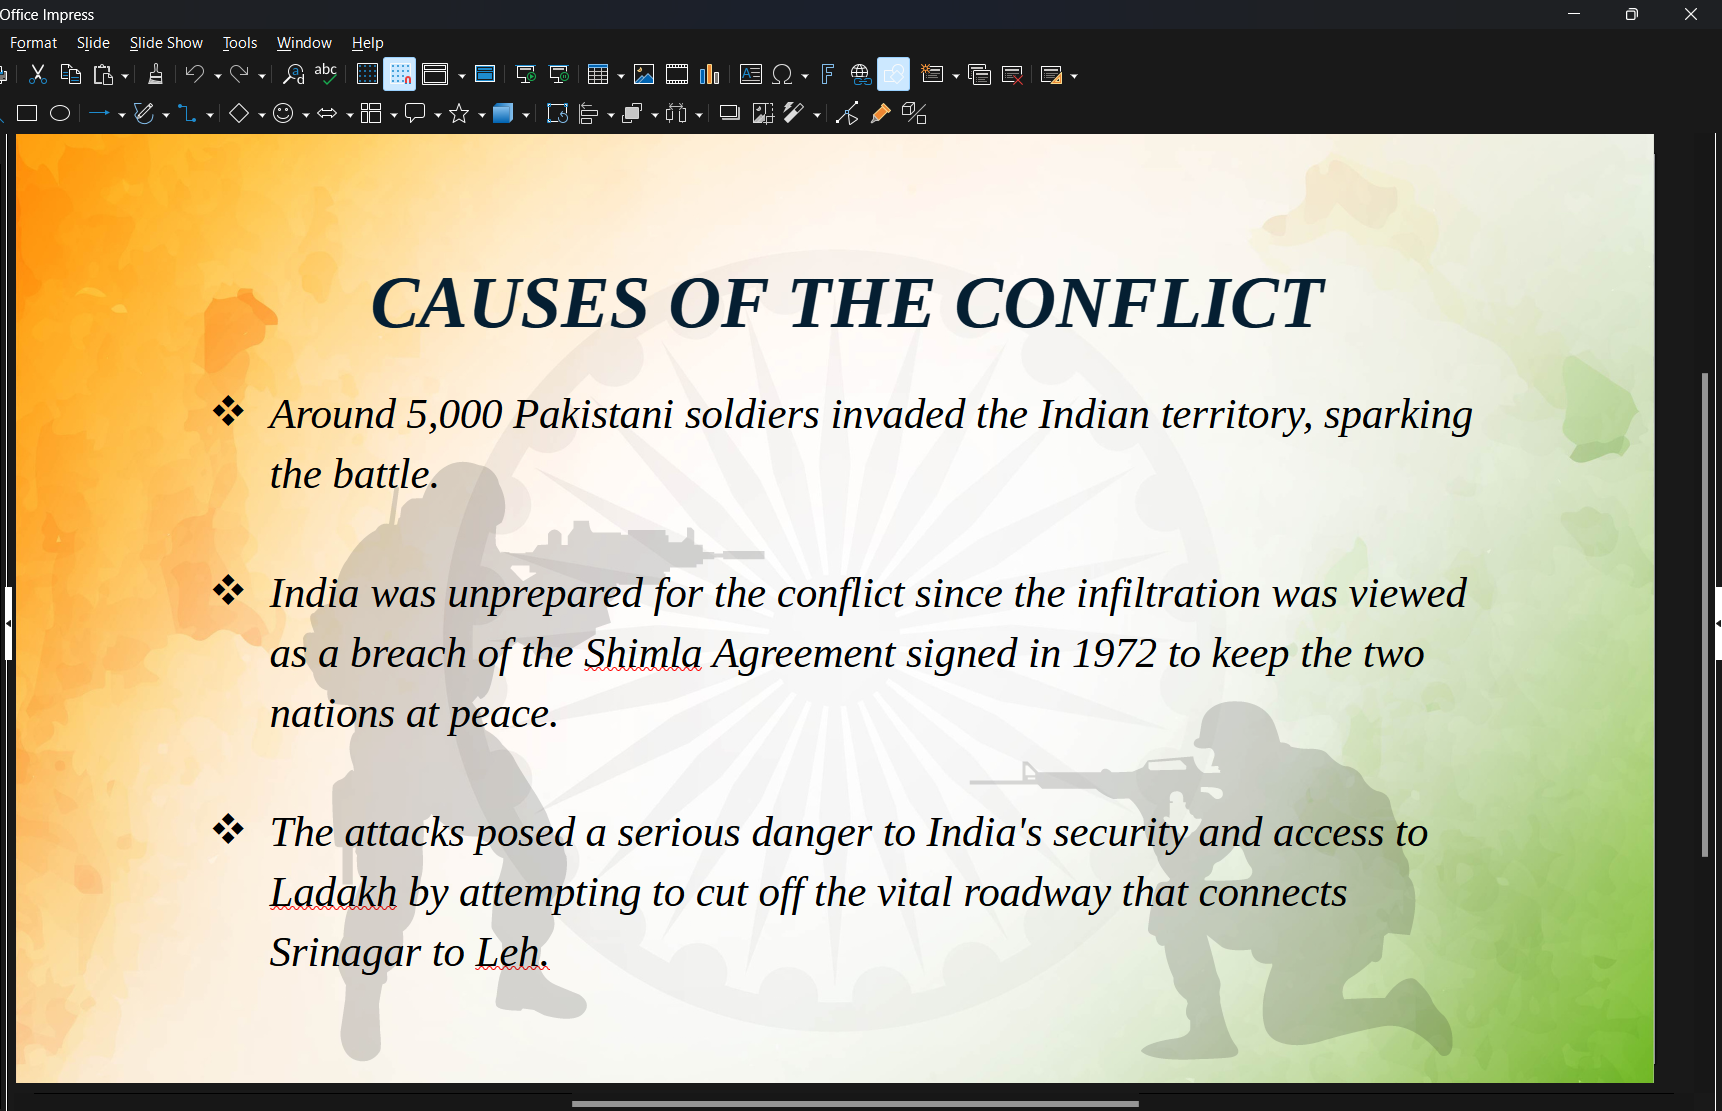 Office Impress
Format Slide Slide Show Tools Window Help
CAUSES OF THE CONFLICT
❖ Around 5,000 Pakistani soldiers invaded the Indian territory, sparking
the battle.
❖ India was unprepared for the conflict since the infiltration was viewed
as a breach of the Shimla Agreement signed in 1972 to keep the two
nations at peace.
❖ The attacks posed a serious danger to India's security and access to
Ladakh by attempting to cut off the vital roadway that connects
Srinagar to Leh.